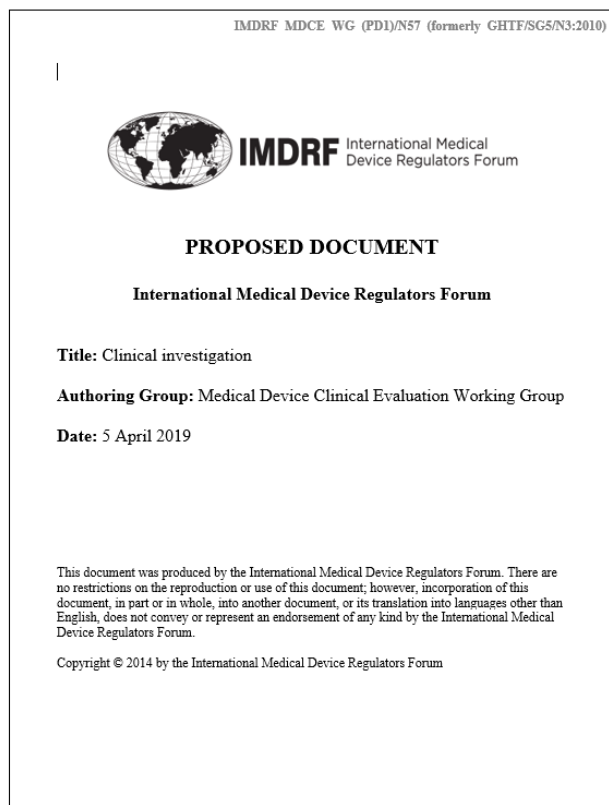 IMDRF MDCE WG (PD1)/N57 (formerly GHTF/SG5/N3:2010)
IMDRF International Medical
Device Regulators Forum
PROPOSED DOCUMENT
International Medical Device Regulators Forum
Title: Clinical investigation
Authoring Group: Medical Device Clinical Evaluation Working Group
Date: 5 April 2019
This document was produced by the International Medical Device Regulators Forum. There are
no restrictions on the reproduction or use of this document; however, incorporation of this
document, in part or in whole, into another document, or its translation into languages other than
English, does not convey or represent an endorsement of any kind by the International Medical
Device Regulators Forum.
Copyright © 2014 by the International Medical Device Regulators Forum